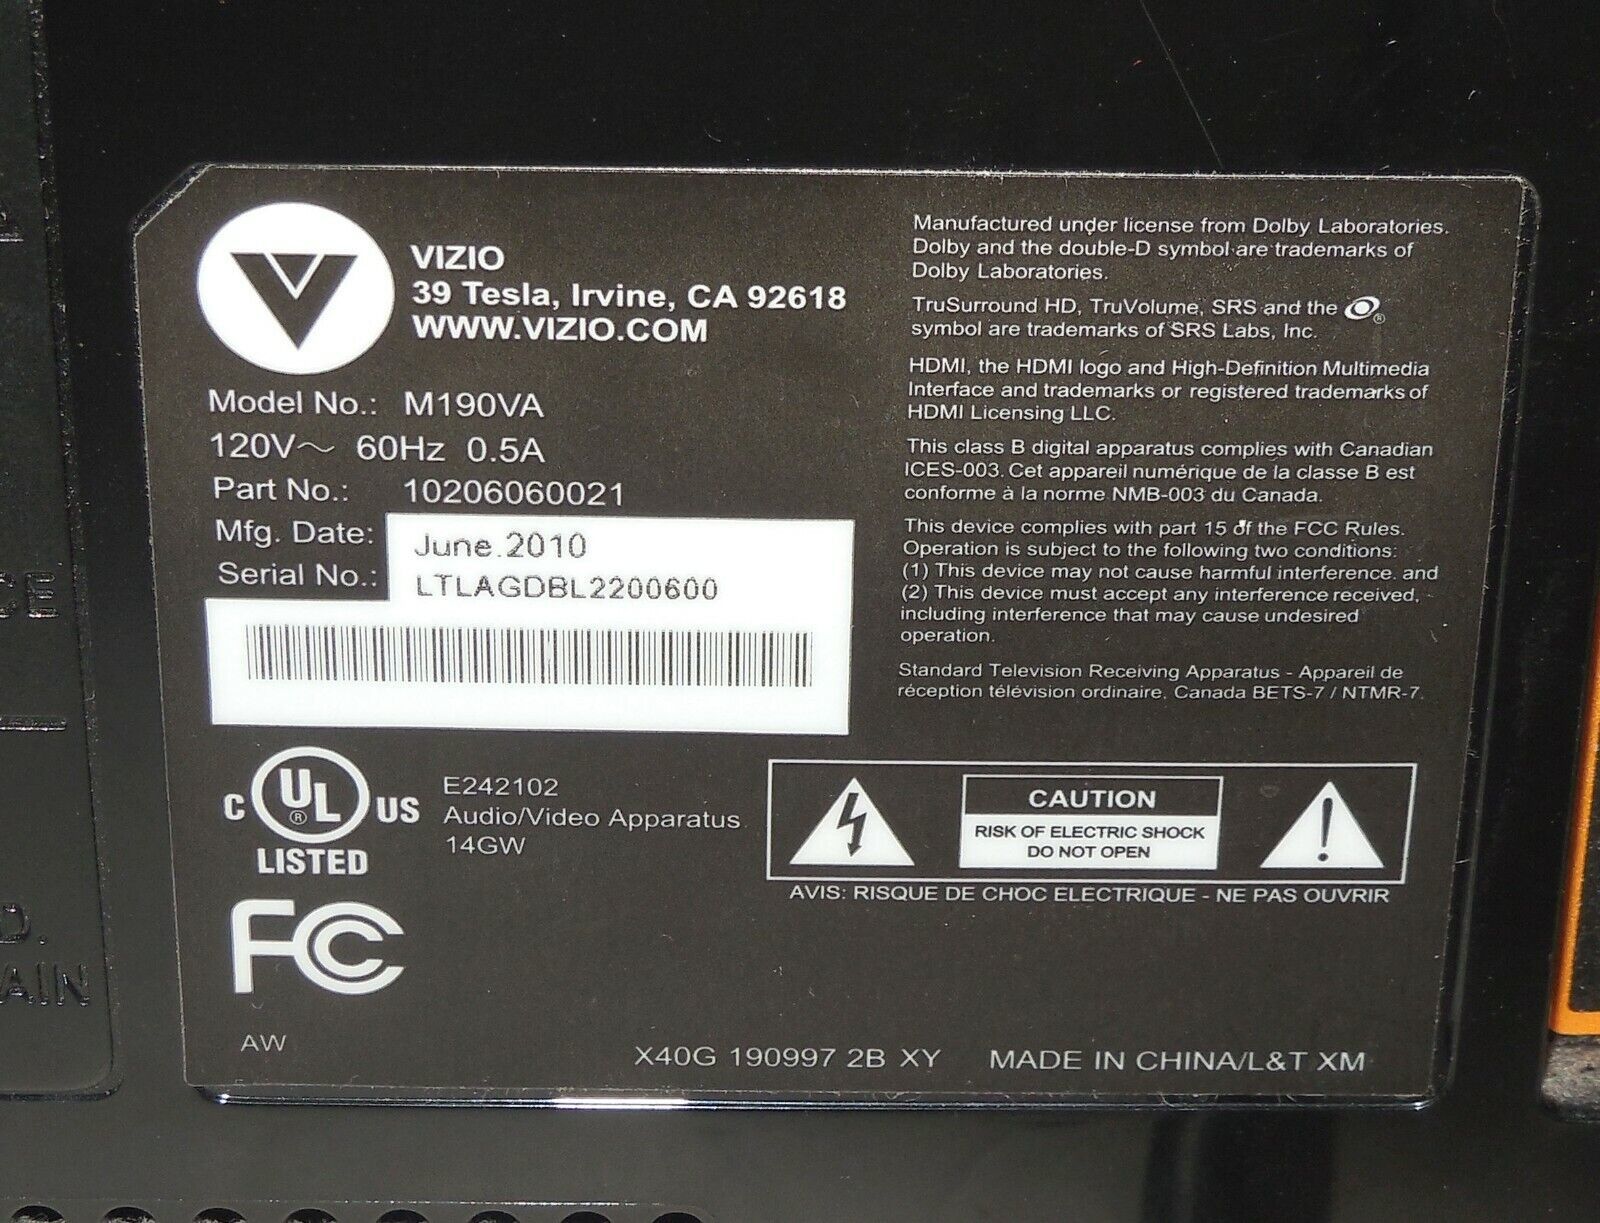 VIZIO
39 Tesla, Irvine, CA 92618
WWW.VIZIO.COM
Model No.: M190VA
120V～ 60Hz 0.5A
Part No.: 10206060021
Mfg. Date: June.2010
Serial No.: LTLAGDBL2200600
C UL ® US
LISTED
E242102
Audio/Video Apparatus
14GW
FC
AW
Manufactured under license from Dolby Laboratories.
Dolby and the double-D symbol are trademarks of
Dolby Laboratories.
TruSurround HD, TruVolume, SRS and the ®
symbol are trademarks of SRS Labs, Inc.
HDMI, the HDMI logo and High-Definition Multimedia
Interface and trademarks or registered trademarks of
HDMI Licensing LLC.
This class B digital apparatus complies with Canadian
ICES-003. Cet appareil numérique de la classe B est
conforme à la norme NMB-003 du Canada.
This device complies with part 15 of the FCC Rules.
Operation is subject to the following two conditions:
(1) This device may not cause harmful interference. and
(2) This device must accept any interference received,
including interference that may cause undesired
operation.
Standard Television Receiving Apparatus - Appareil de
réception télévision ordinaire, Canada BETS-7 / NTMR-7.
CAUTION
RISK OF ELECTRIC SHOCK
DO NOT OPEN
AVIS: RISQUE DE CHOC ELECTRIQUE - NE PAS OUVRIR
X40G 190997 2B XY MADE IN CHINA/L&T XM